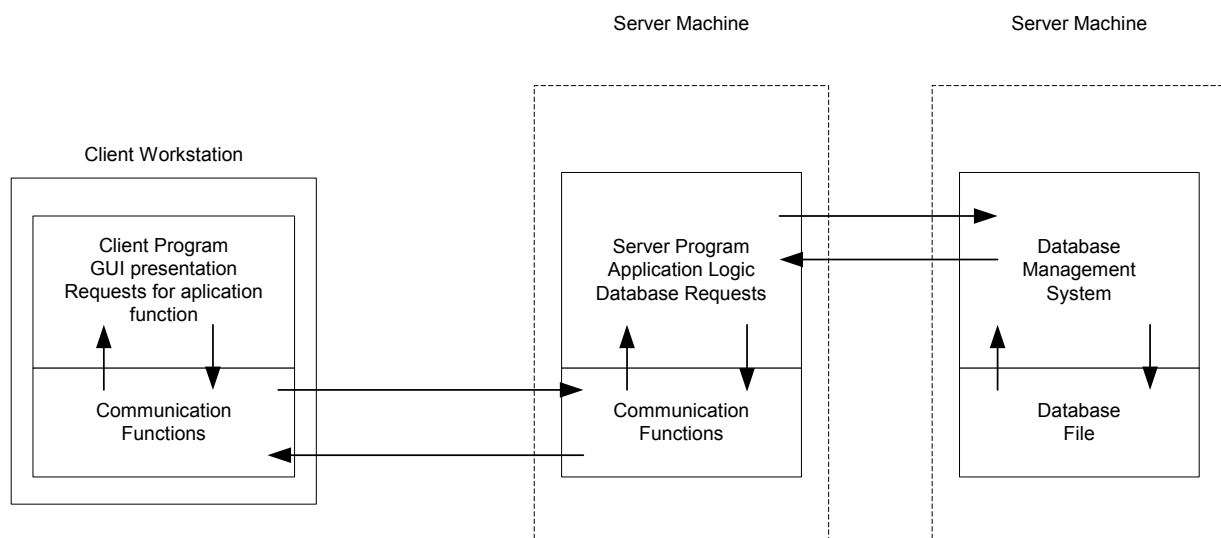 Server Machine
Server Machine
Client Workstation
Client Program
GUI presentation
Requests for aplication
function
Communication
Functions
Server Program
Application Logic
Database Requests
Communication
Functions
Database
Management
System
Database
File